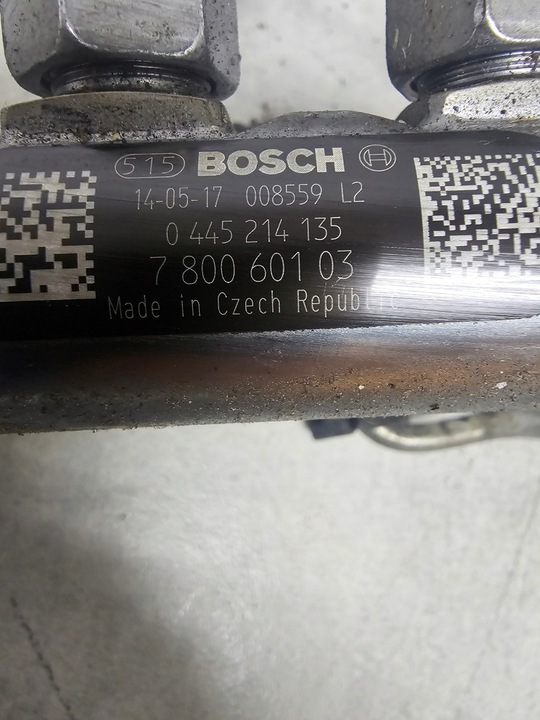 515 BOSCH
14-05-17 008559 L2
0 445 214 135
7 800 601 03
Made in Czech Republic